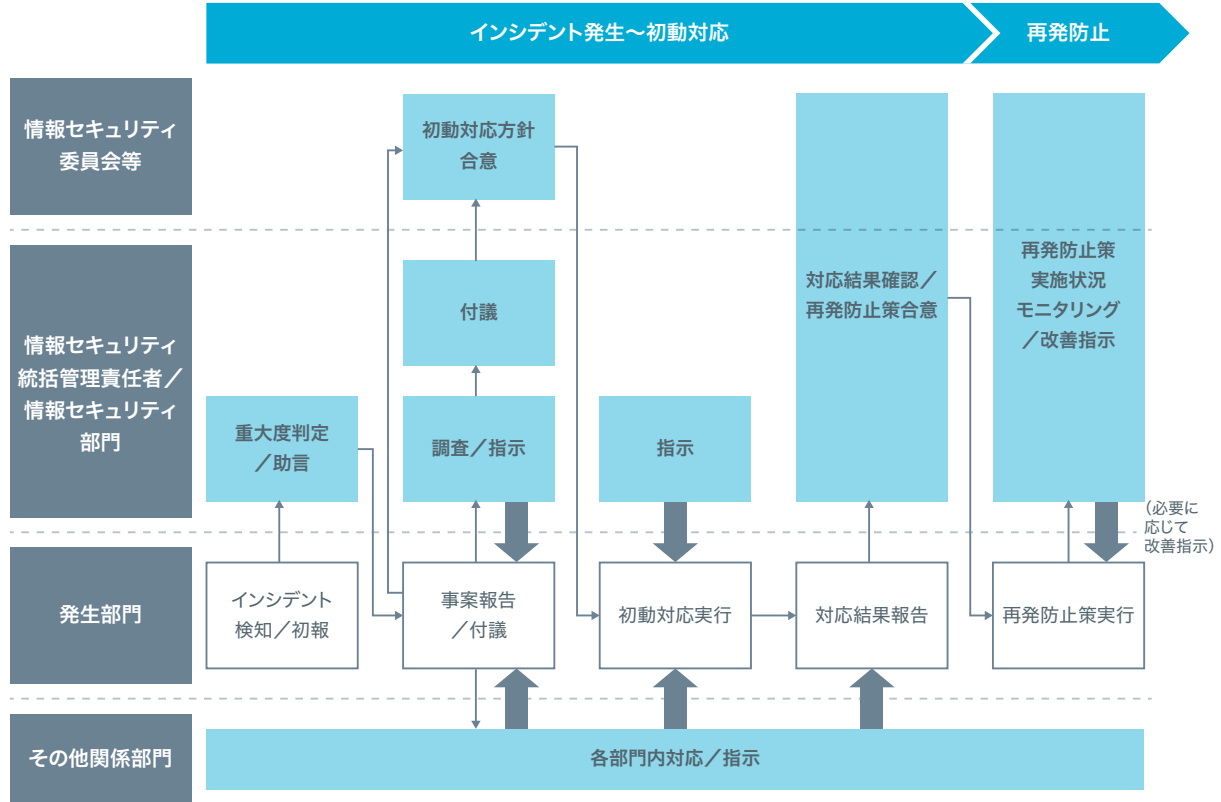 インシデント発生～初動対応
再発防止
情報セキュリティ
委員会等
初動対応方針
合意
情報セキュリティ
統括管理責任者／
情報セキュリティ
部門
重大度判定
／助言
付議
調査／指示
指示
対応結果確認／
再発防止策合意
再発防止策
実施状況
モニタリング
／改善指示
（必要に
応じて
改善指示）
発生部門
インシデント
検知／初報
事案報告
／付議
初動対応実行
対応結果報告
再発防止策実行
その他関係部門
各部門内対応／指示